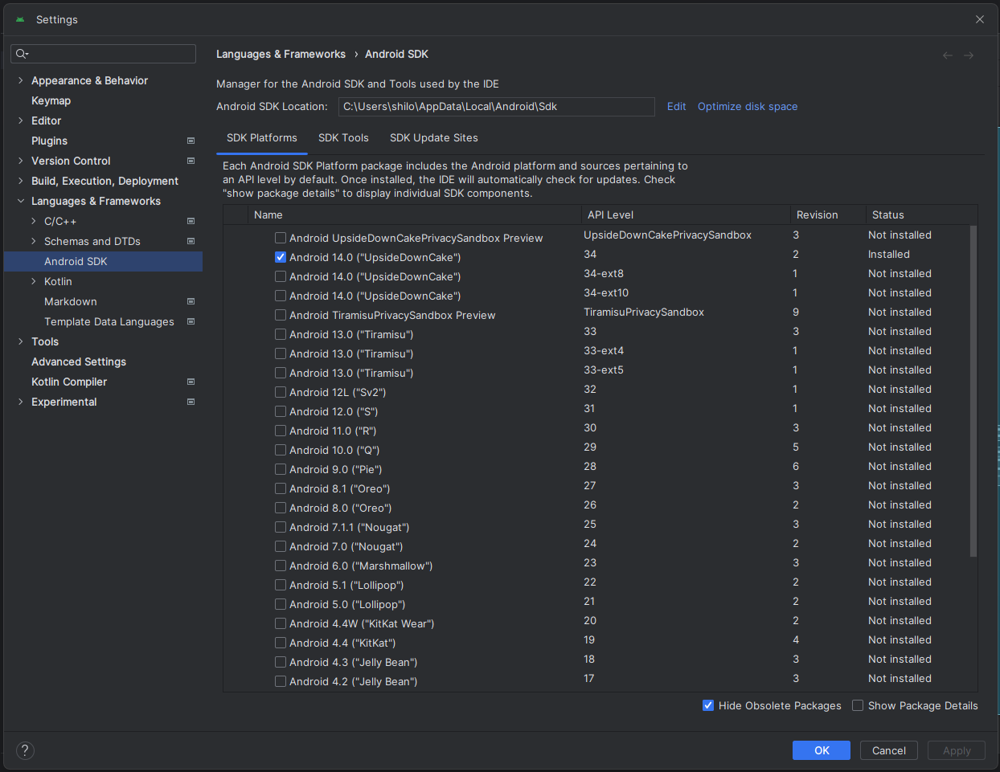 Settings
Languages & Frameworks › Android SDK
Appearance & Behavior
Keymap
Editor
Plugins
Version Control
Build, Execution, Deployment
Languages & Frameworks
C/C++
Schemas and DTDs
Android SDK
Kotlin
Markdown
Template Data Languages
Tools
Advanced Settings
Kotlin Compiler
Experimental
Manager for the Android SDK and Tools used by the IDE
Android SDK Location: C:\Users\shilo\AppData\Local\Android\Sdk Edit Optimize disk space
SDK Platforms SDK Tools SDK Update Sites
Each Android SDK Platform package includes the Android platform and sources pertaining to
an API level by default. Once installed, the IDE will automatically check for updates. Check
"show package details" to display individual SDK components.
Name API Level Revision Status
Android UpsideDownCakePrivacySandbox Preview UpsideDownCakePrivacySandbox 3 Not installed
Android 14.0 ("UpsideDownCake") 34 2 Installed
Android 14.0 ("UpsideDownCake") 34-ext8 1 Not installed
Android 14.0 ("UpsideDownCake") 34-ext10 1 Not installed
Android TiramisuPrivacySandbox Preview TiramisuPrivacySandbox 9 Not installed
Android 13.0 ("Tiramisu") 33 3 Not installed
Android 13.0 ("Tiramisu") 33-ext4 1 Not installed
Android 13.0 ("Tiramisu") 33-ext5 1 Not installed
Android 12L ("Sv2") 32 1 Not installed
Android 12.0 ("S") 31 1 Not installed
Android 11.0 ("R") 30 3 Not installed
Android 10.0 ("Q") 29 5 Not installed
Android 9.0 ("Pie") 28 6 Not installed
Android 8.1 ("Oreo") 27 3 Not installed
Android 8.0 ("Oreo") 26 2 Not installed
Android 7.1.1 ("Nougat") 25 3 Not installed
Android 7.0 ("Nougat") 24 2 Not installed
Android 6.0 ("Marshmallow") 23 3 Not installed
Android 5.1 ("Lollipop") 22 2 Not installed
Android 5.0 ("Lollipop") 21 2 Not installed
Android 4.4W ("KitKat Wear") 20 2 Not installed
Android 4.4 ("KitKat") 19 4 Not installed
Android 4.3 ("Jelly Bean") 18 3 Not installed
Android 4.2 ("Jelly Bean") 17 3 Not installed
Hide Obsolete Packages Show Package Details
? OK Cancel Apply